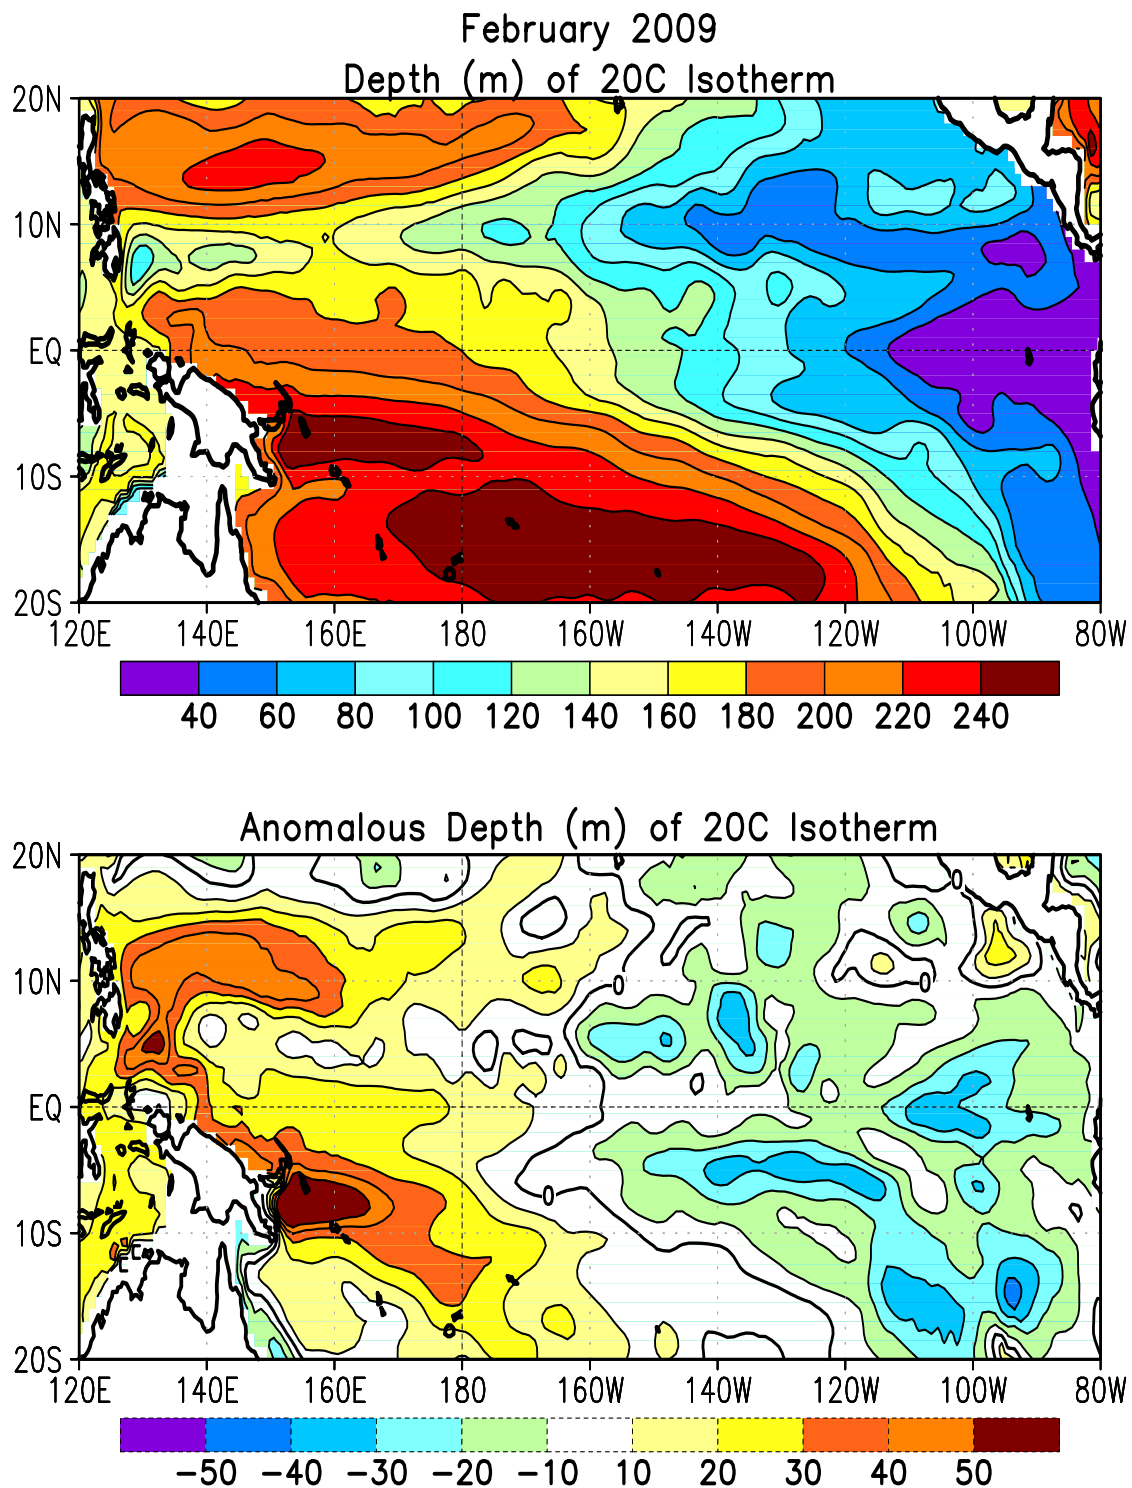 February 2009
Depth (m) of 20C Isotherm
20N
10N
EQ
10S
20S
120E 140E 160E 180 160W 140W 120W 100W 80W
40 60 80 100 120 140 160 180 200 220 240
Anomalous Depth (m) of 20C Isotherm
20N
0
10N
0 0
EQ
0
10S
20S
120E 140E 160E 180 160W 140W 120W 100W 80W
-50 -40 -30 -20 -10 10 20 30 40 50